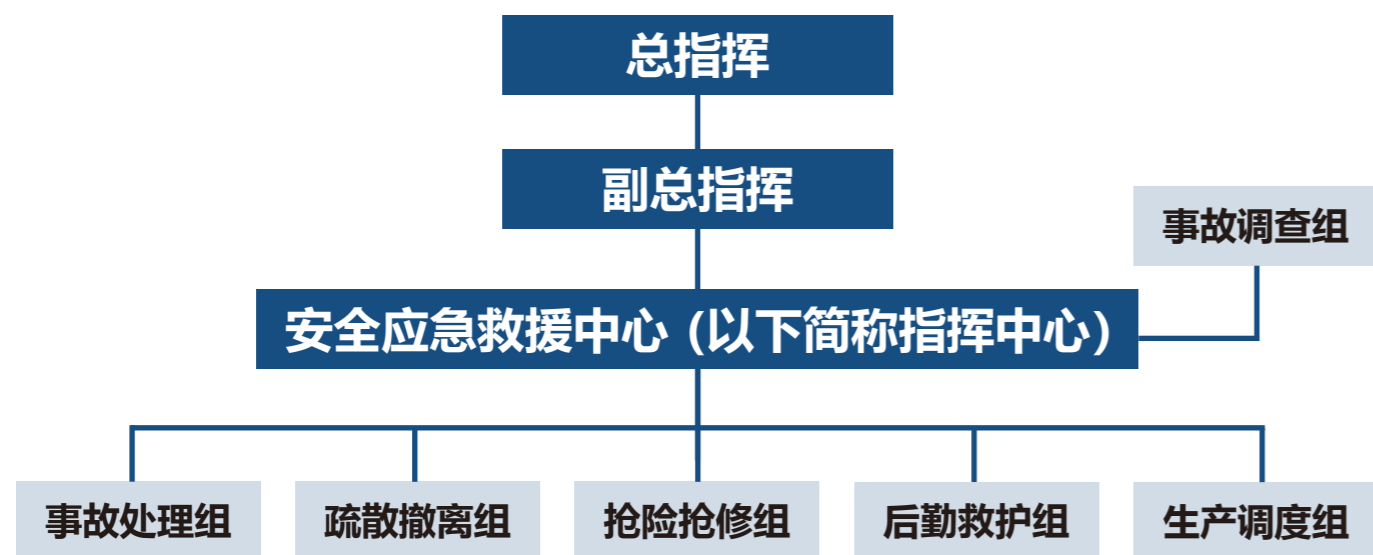 总指挥
副总指挥
事故调查组
安全应急救援中心（以下简称指挥中心）
事故处理组
疏散撤离组
抢险抢修组
后勤救护组
生产调度组